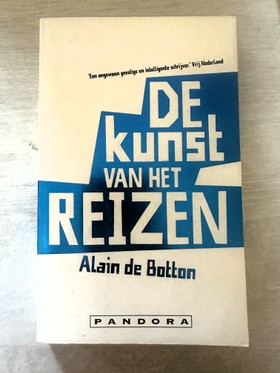 'Een ongewoon geestige en intelligente schrijver.' Vrij Nederland
DE
kunst
VAN HET
REIZEN
Alain de Botton
PANDORA